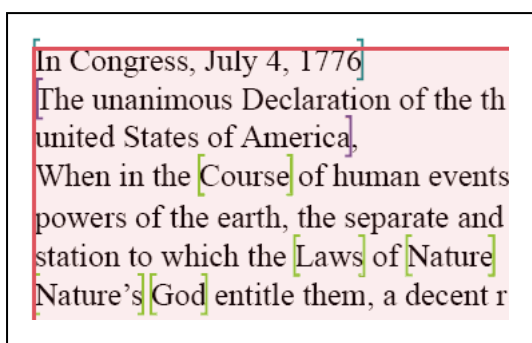 In Congress, July 4, 1776
The unanimous Declaration of the th
united States of America,
When in the Course of human events
powers of the earth, the separate and
station to which the Laws of Nature
Nature’s God entitle them, a decent r